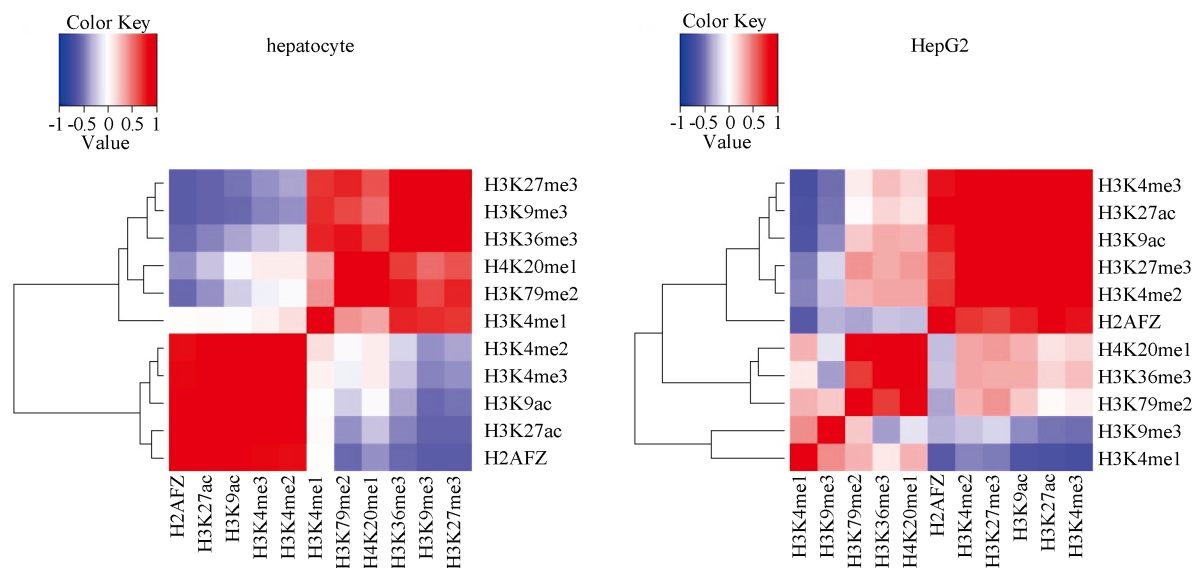 Color Key
hepatocyte
-1 -0.5 0 0.5 1
Value
H3K27me3
H3K9me3
H3K36me3
H4K20me1
H3K79me2
H3K4me1
H3K4me2
H3K4me3
H3K9ac
H3K27ac
H2AFZ
H2AFZ
H3K27ac
H3K9ac
H3K4me3
H3K4me2
H3K4me1
H3K79me2
H4K20me1
H3K36me3
H3K9me3
H3K27me3
Color Key
HepG2
-1 -0.5 0 0.5 1
Value
H3K4me3
H3K27ac
H3K9ac
H3K27me3
H3K4me2
H2AFZ
H4K20me1
H3K36me3
H3K79me2
H3K9me3
H3K4me1
H3K4me1
H3K9me3
H3K79me2
H3K36me3
H4K20me1
H2AFZ
H3K4me2
H3K27me3
H3K9ac
H3K27ac
H3K4me3